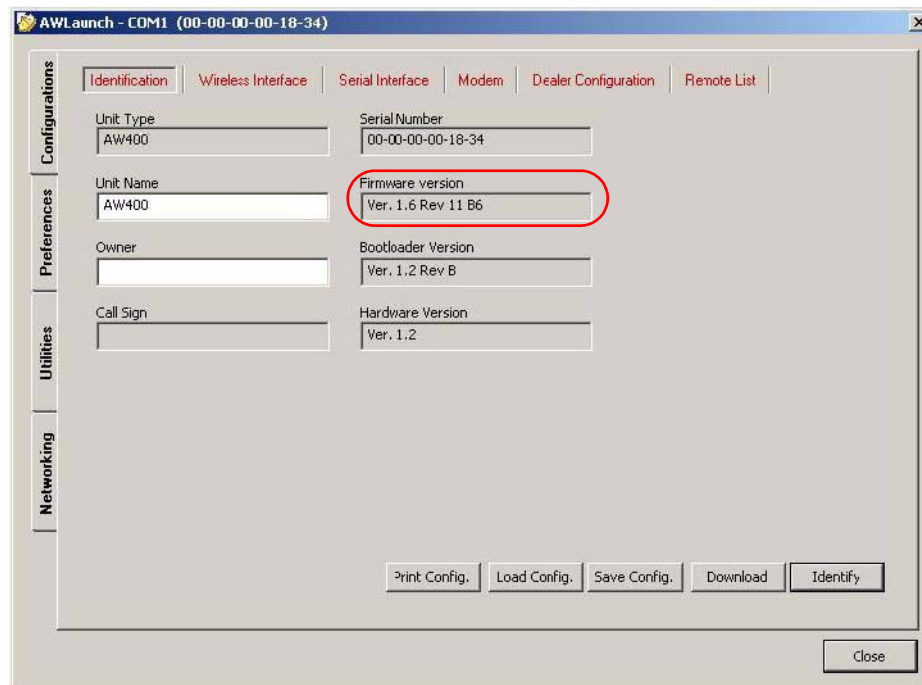 AWLaunch - COM1 (00-00-00-00-18-34)
Configurations
Preferences
Utilities
Networking
Identification Wireless Interface Serial Interface Modem Dealer Configuration Remote List
Unit Type Serial Number
AW400 00-00-00-00-18-34
Unit Name Firmware version
AW400 Ver. 1.6 Rev 11 B6
Owner Bootloader Version
Ver. 1.2 Rev B
Call Sign Hardware Version
Ver. 1.2
Print Config. Load Config. Save Config. Download Identify
Close